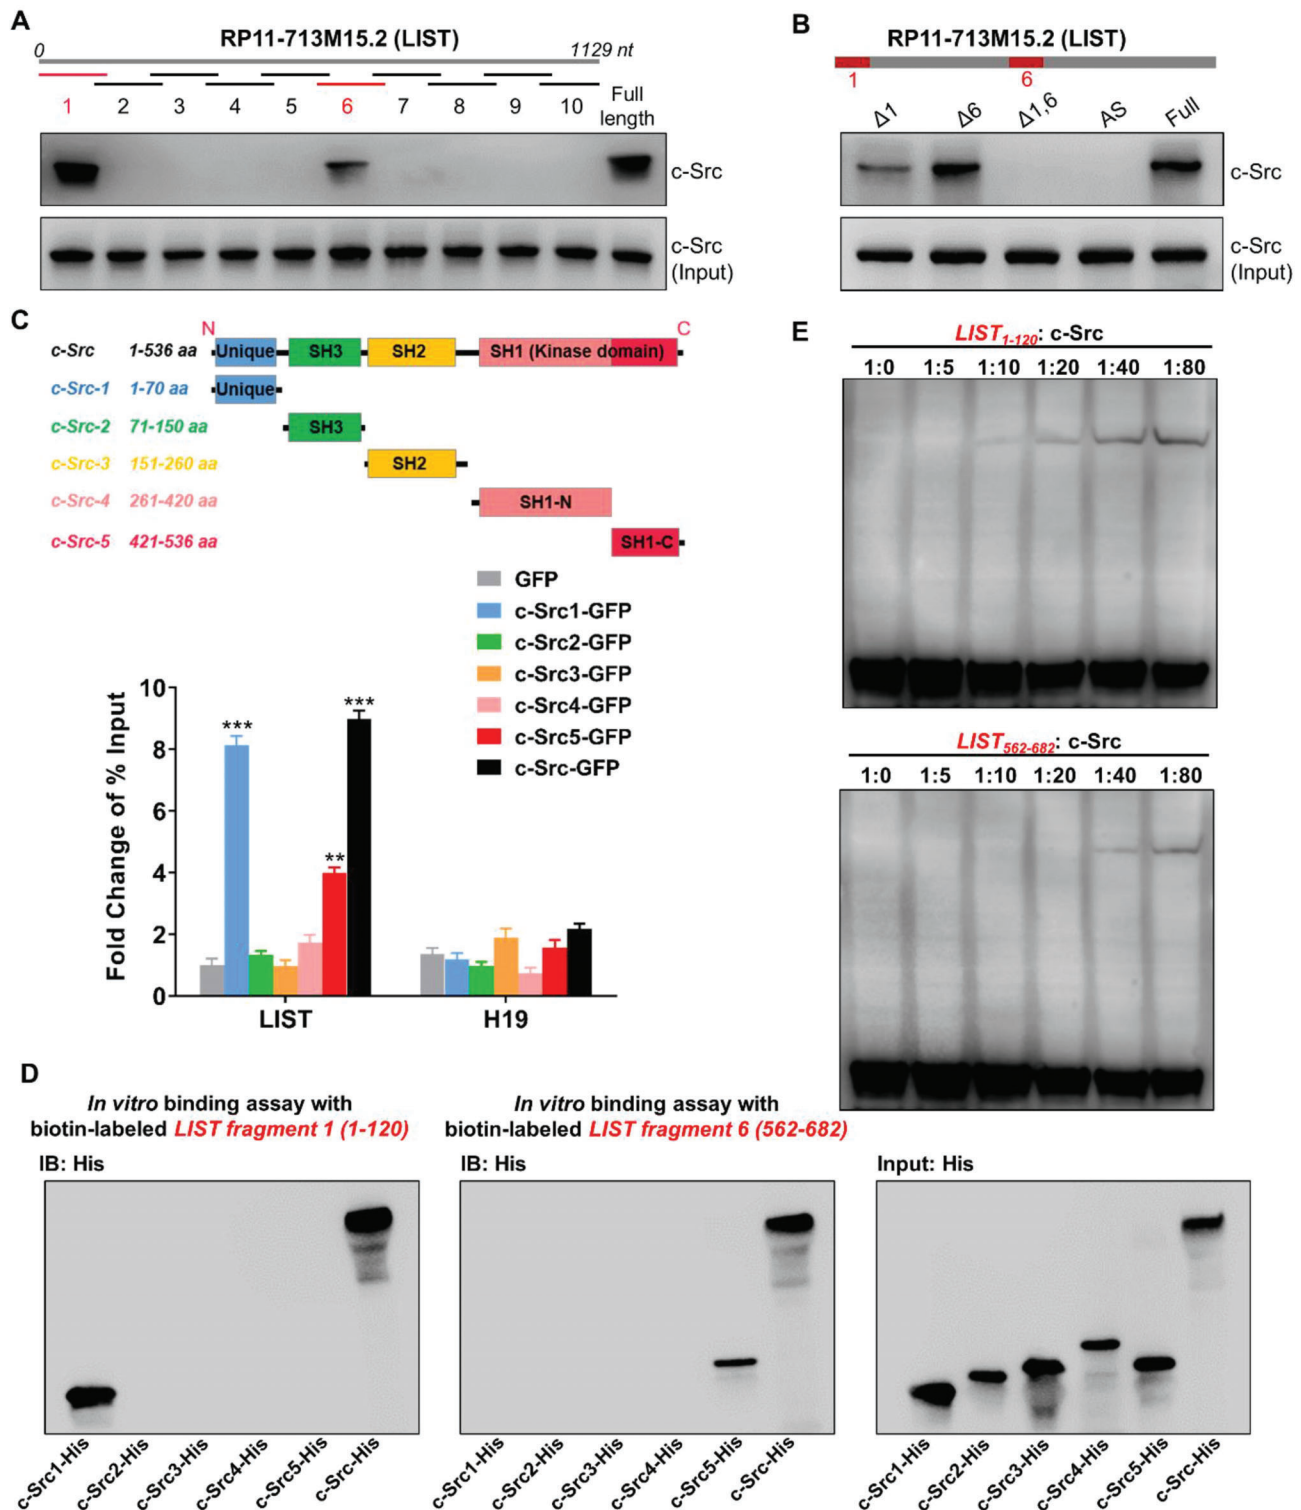 A
RP11-713M15.2 (LIST)
0 1129 nt
1 2 3 4 5 6 7 8 9 10 Full length
c-Src
c-Src (Input)
B
RP11-713M15.2 (LIST)
1 6
Δ1 Δ6 Δ1,6 AS Full
c-Src
c-Src (Input)
C
N C
c-Src 1-536 aa Unique SH3 SH2 SH1 (Kinase domain)
c-Src-1 1-70 aa Unique
c-Src-2 71-150 aa SH3
c-Src-3 151-260 aa SH2
c-Src-4 261-420 aa SH1-N
c-Src-5 421-536 aa SH1-C
GFP
c-Src1-GFP
c-Src2-GFP
c-Src3-GFP
c-Src4-GFP
c-Src5-GFP
c-Src-GFP
Fold Change of % Input
10
8
6
4
2
0
*** ** ***
LIST H19
E
LIST1-120: c-Src
1:0 1:5 1:10 1:20 1:40 1:80
LIST562-682: c-Src
1:0 1:5 1:10 1:20 1:40 1:80
D
In vitro binding assay with
biotin-labeled LIST fragment 1 (1-120)
IB: His
c-Src1-His c-Src2-His c-Src3-His c-Src4-His c-Src5-His c-Src-His
In vitro binding assay with
biotin-labeled LIST fragment 6 (562-682)
IB: His
c-Src1-His c-Src2-His c-Src3-His c-Src4-His c-Src5-His c-Src-His
Input: His
c-Src1-His c-Src2-His c-Src3-His c-Src4-His c-Src5-His c-Src-His